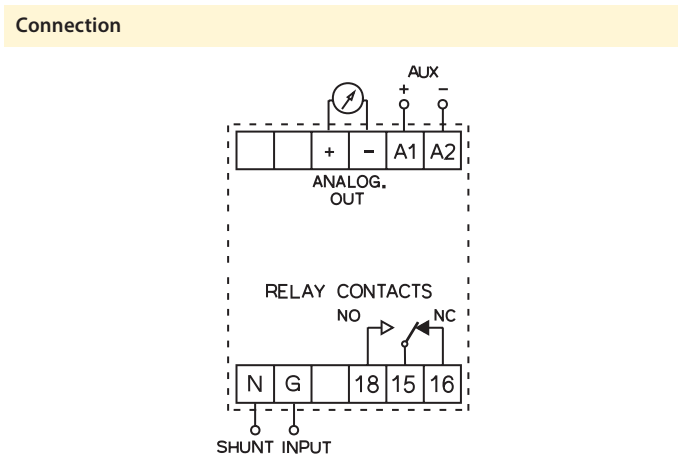 Connection
AUX
+ −
+ − A1 A2
ANALOG.
OUT
RELAY CONTACTS
NO NC
N G 18 15 16
SHUNT INPUT